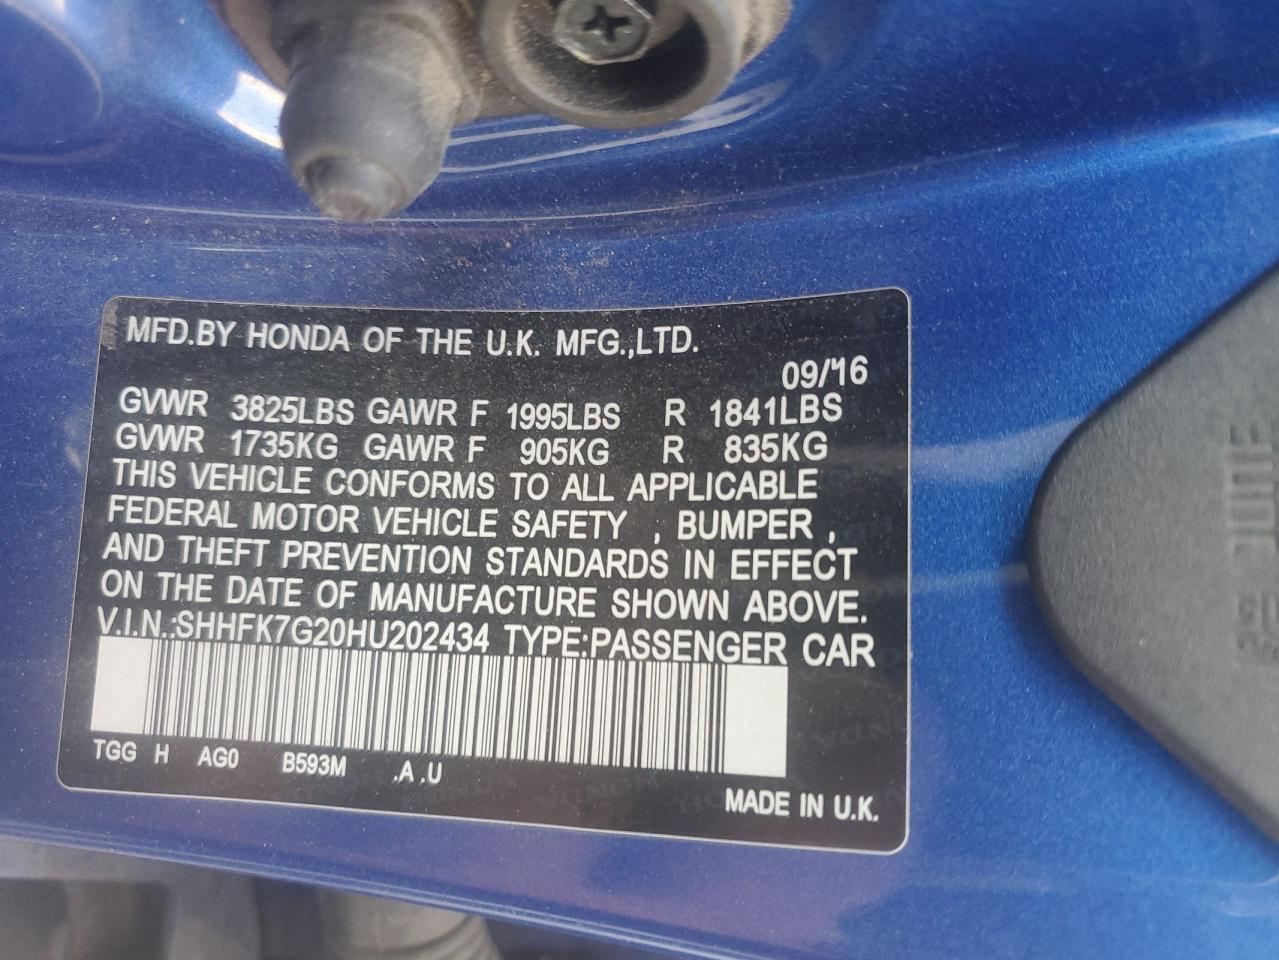 MFD.BY HONDA OF THE U.K. MFG.,LTD.
09/16
GVWR 3825LBS GAWR F 1995LBS R 1841LBS
GVWR 1735KG GAWR F 905KG R 835KG
THIS VEHICLE CONFORMS TO ALL APPLICABLE
FEDERAL MOTOR VEHICLE SAFETY , BUMPER ,
AND THEFT PREVENTION STANDARDS IN EFFECT
ON THE DATE OF MANUFACTURE SHOWN ABOVE.
V.I.N.:SHHFK7G20HU202434 TYPE:PASSENGER CAR
TGG H AG0 B593M .A .U
MADE IN U.K.